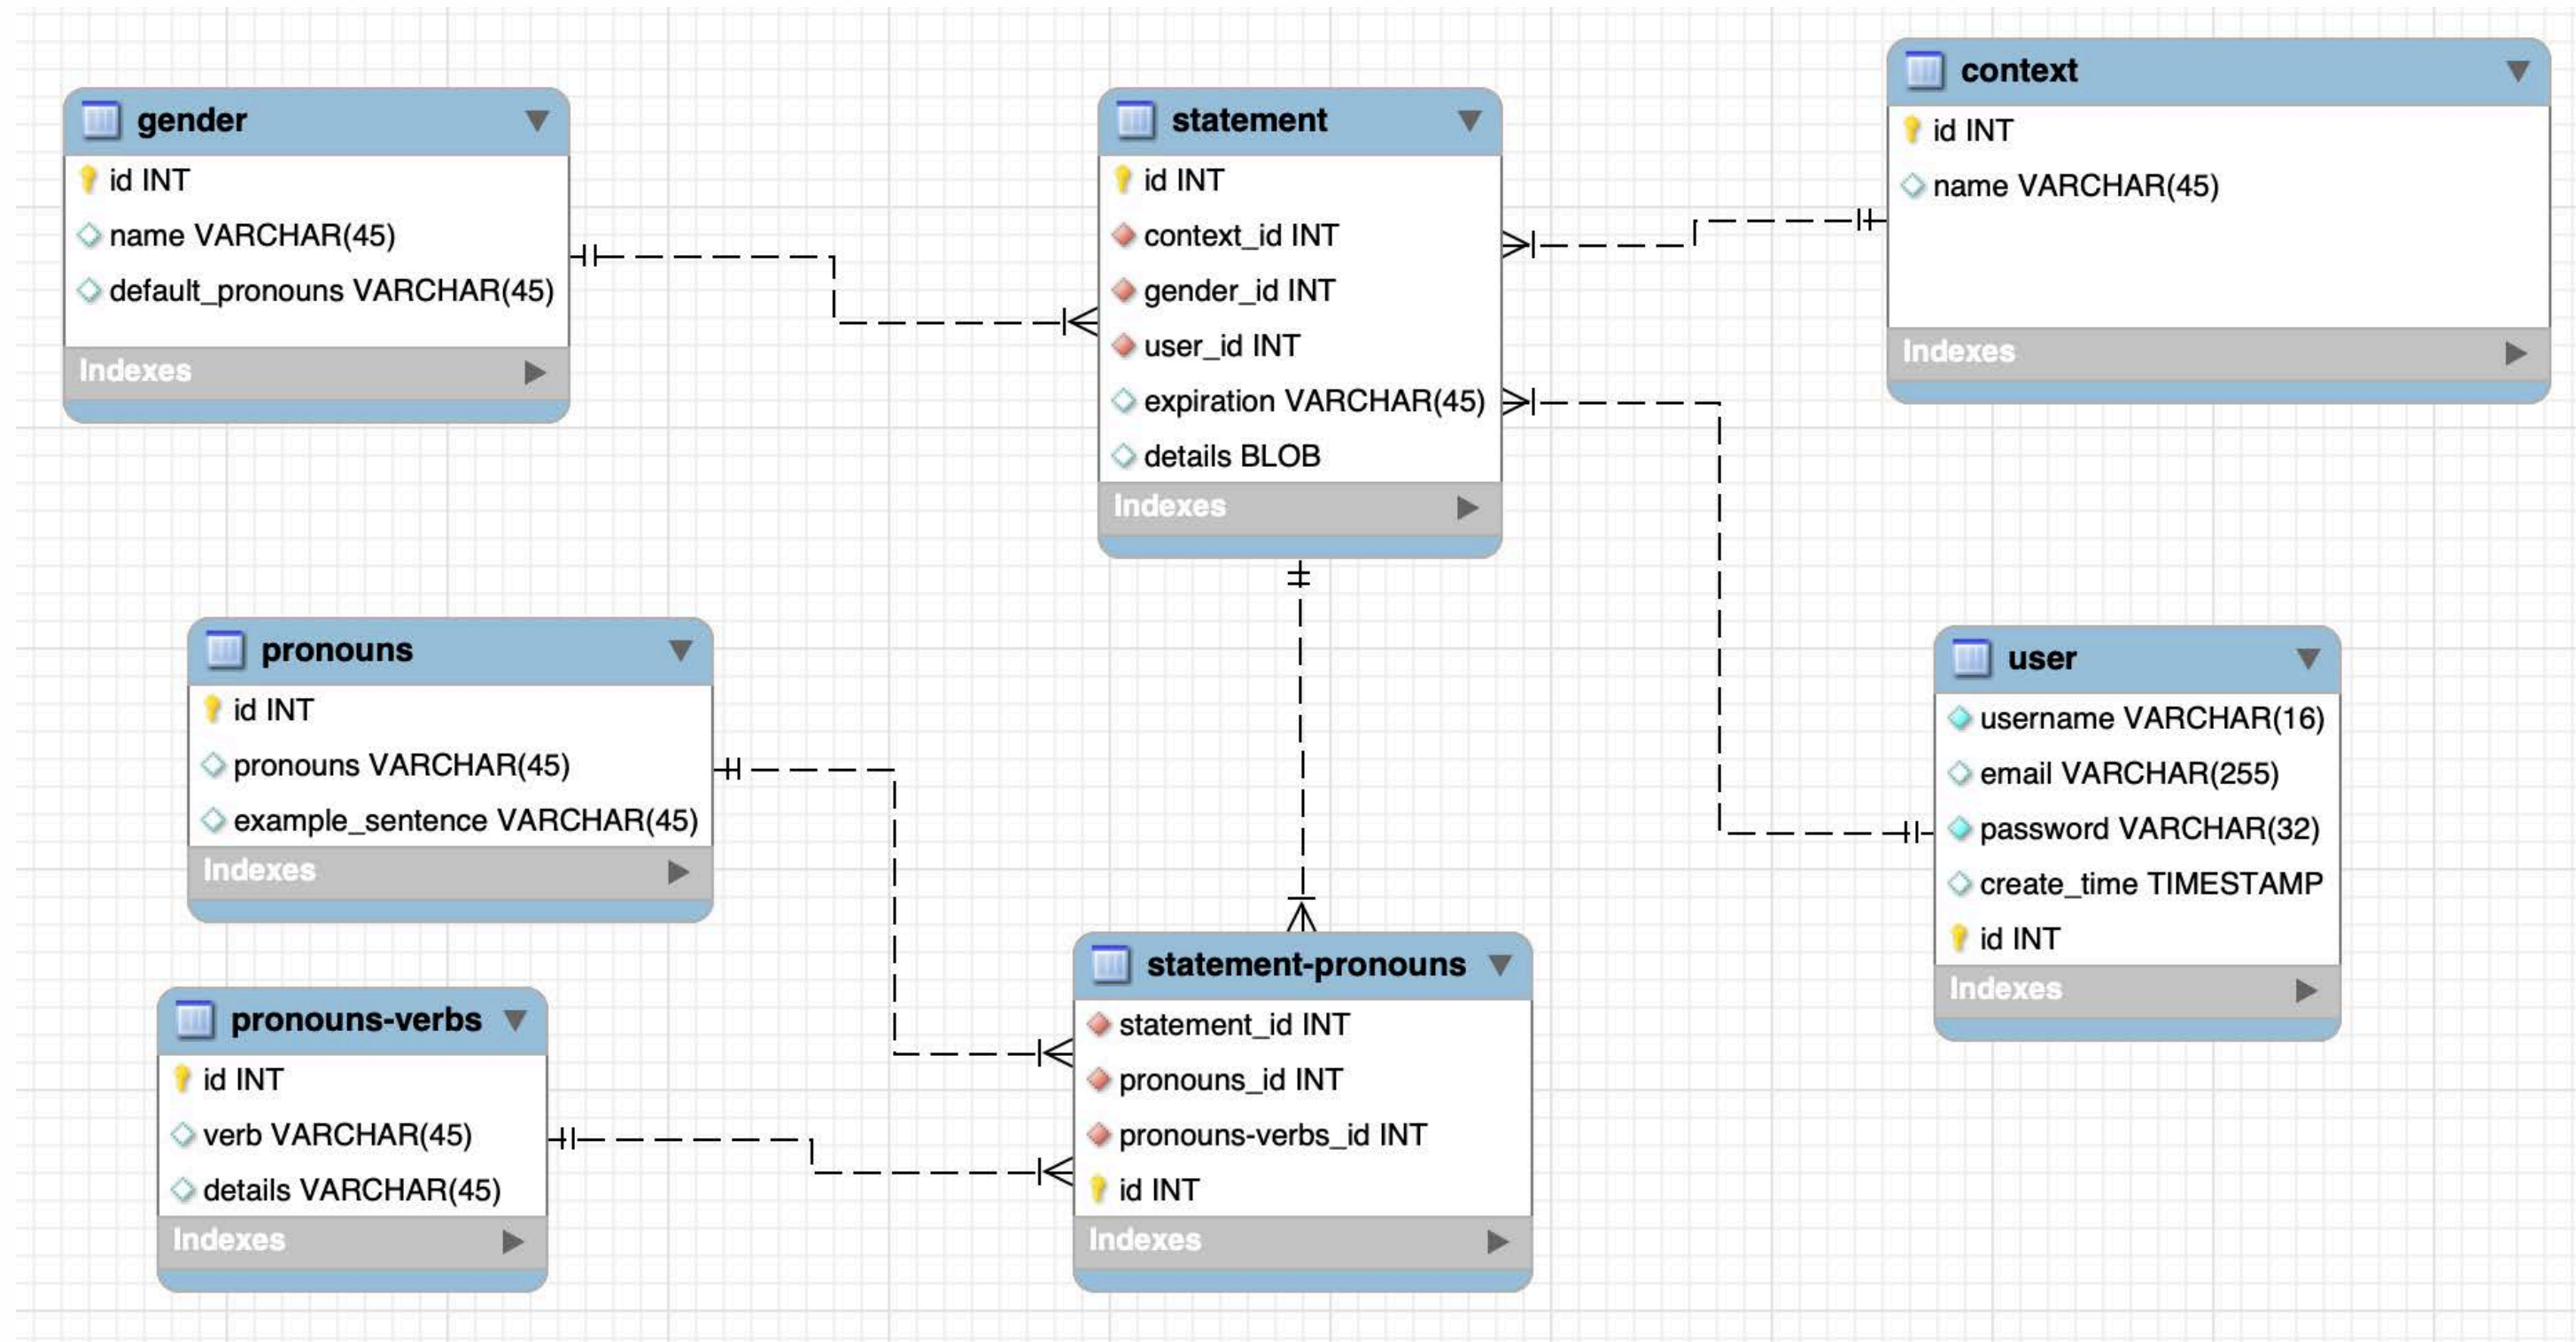 gender
id INT
name VARCHAR(45)
default_pronouns VARCHAR(45)
Indexes
statement
id INT
context_id INT
gender_id INT
user_id INT
expiration VARCHAR(45)
details BLOB
Indexes
context
id INT
name VARCHAR(45)
Indexes
pronouns
id INT
pronouns VARCHAR(45)
example_sentence VARCHAR(45)
Indexes
user
username VARCHAR(16)
email VARCHAR(255)
password VARCHAR(32)
create_time TIMESTAMP
id INT
Indexes
pronouns-verbs
id INT
verb VARCHAR(45)
details VARCHAR(45)
Indexes
statement-pronouns
statement_id INT
pronouns_id INT
pronouns-verbs_id INT
id INT
Indexes